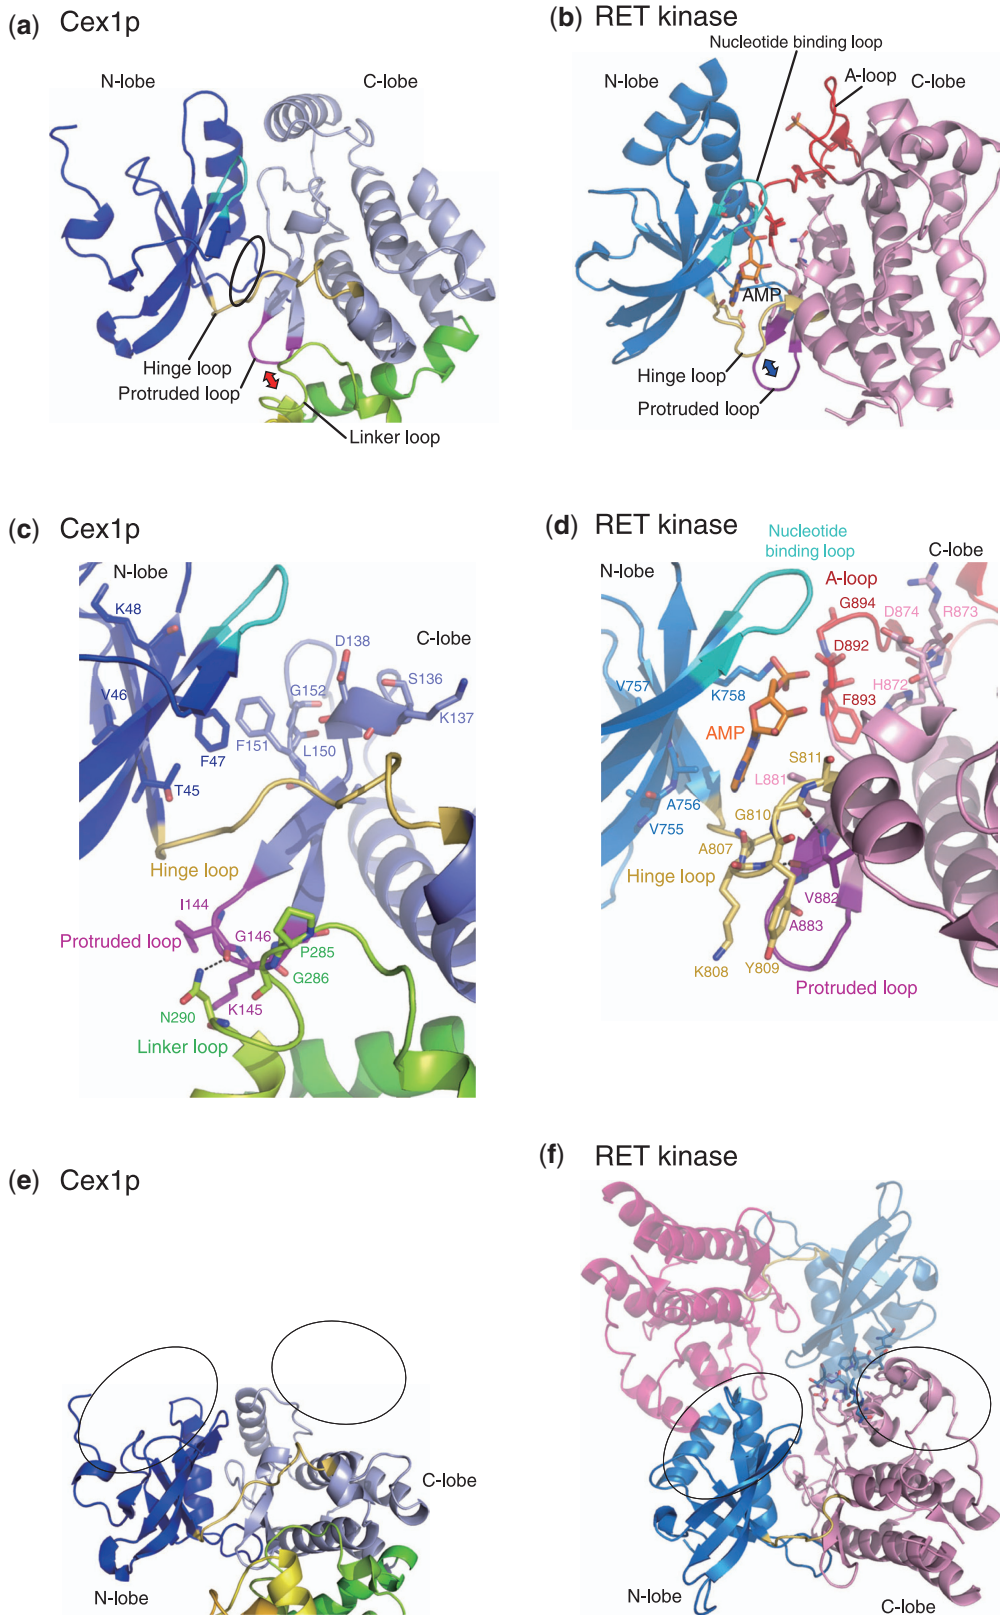 (a) Cex1p
N-lobe
C-lobe
Hinge loop
Protruded loop
Linker loop
(b) RET kinase
Nucleotide binding loop
N-lobe
A-loop
C-lobe
AMP
Hinge loop
Protruded loop
(c) Cex1p
N-lobe
K48
D138
C-lobe
S136
G152
K137
V46
F151
L150
F47
T45
Hinge loop
I144
Protruded loop
G146
P285
G286
K145
N290
Linker loop
(d) RET kinase
Nucleotide
binding loop
N-lobe
C-lobe
A-loop
G894
D874
R873
D892
V757
K758
H872
F893
AMP
S811
L881
A756
G810
V755
A807
Hinge loop
V882
A883
K808
Y809
Protruded loop
(e) Cex1p
C-lobe
N-lobe
(f) RET kinase
N-lobe
C-lobe